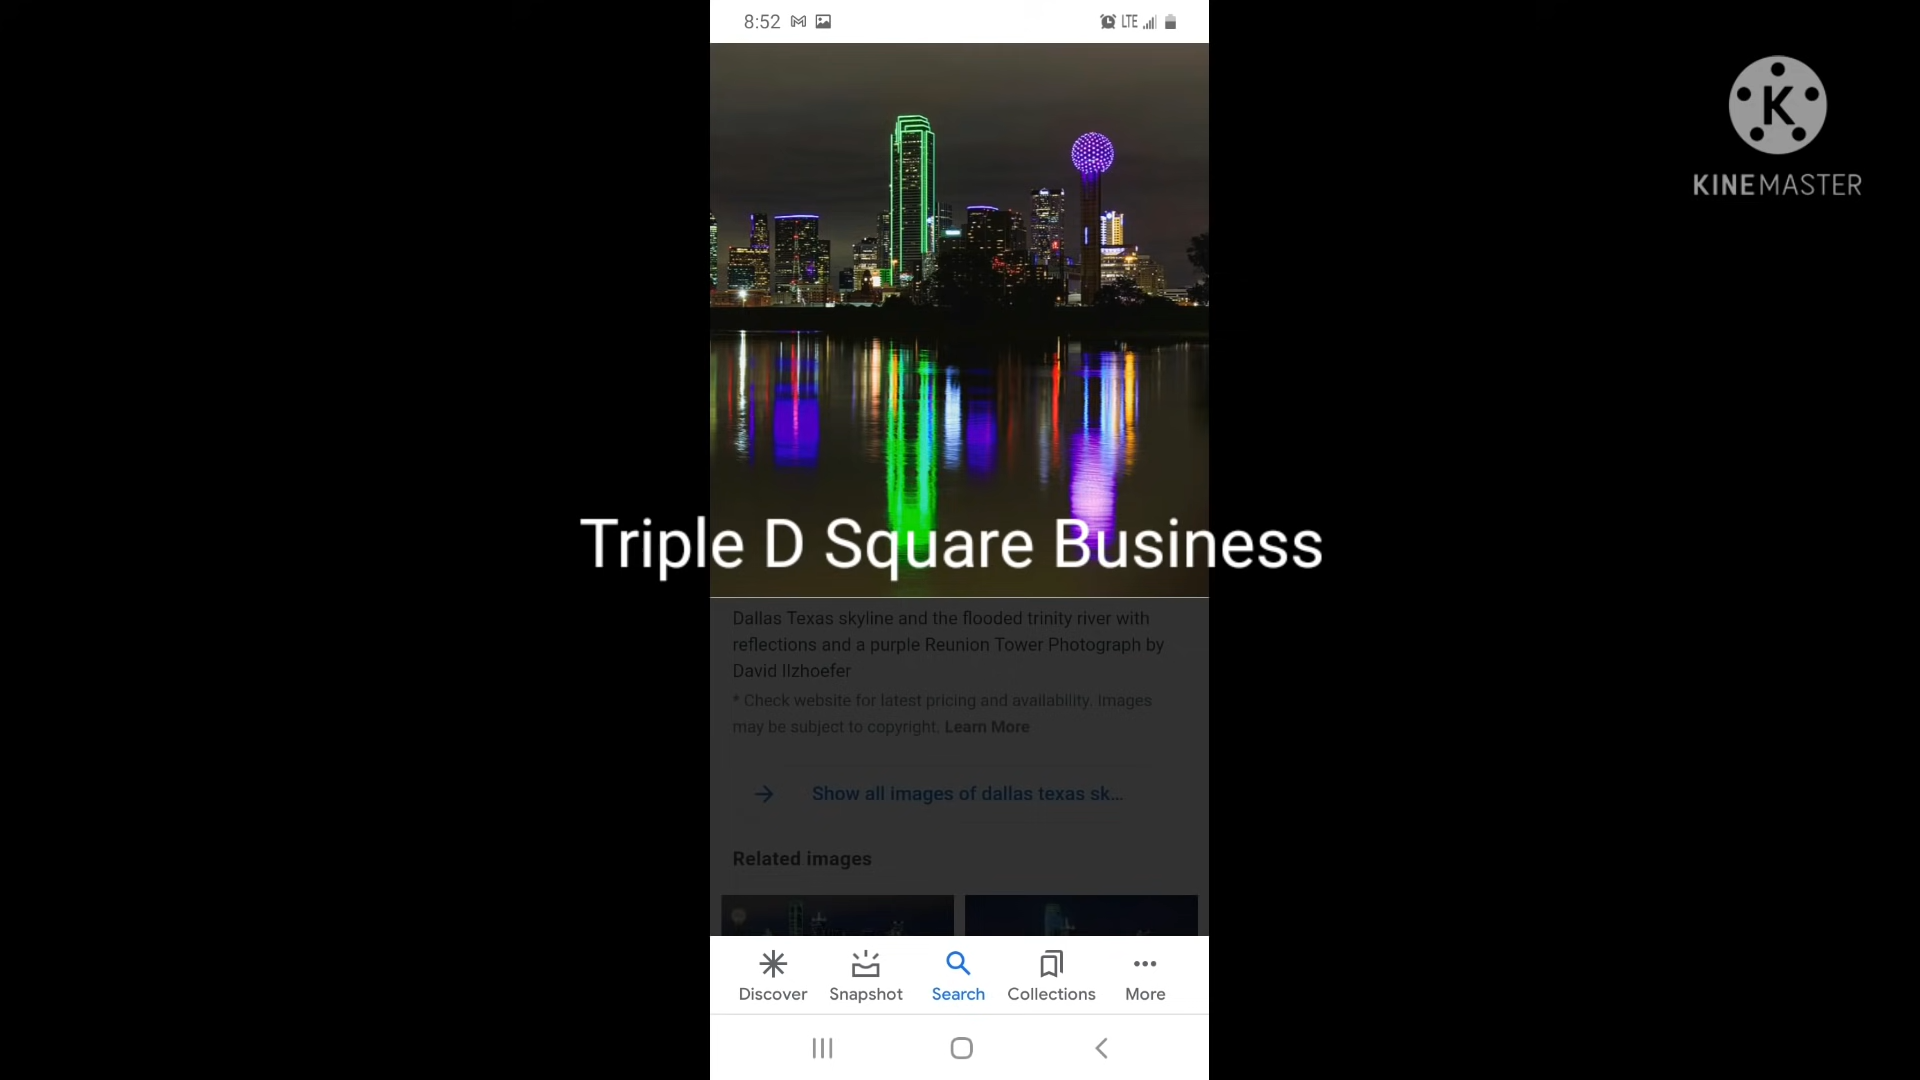 8:52
LTE
K
KINEMASTER
Triple D Square Business
Dallas Texas skyline and the flooded trinity river with
reflections and a purple Reunion Tower Photograph by
David Ilzhoefer
* Check website for latest pricing and availability. Images
may be subject to copyright. Learn More
Show all images of dallas texas sk...
Related images
Discover Snapshot Search Collections More